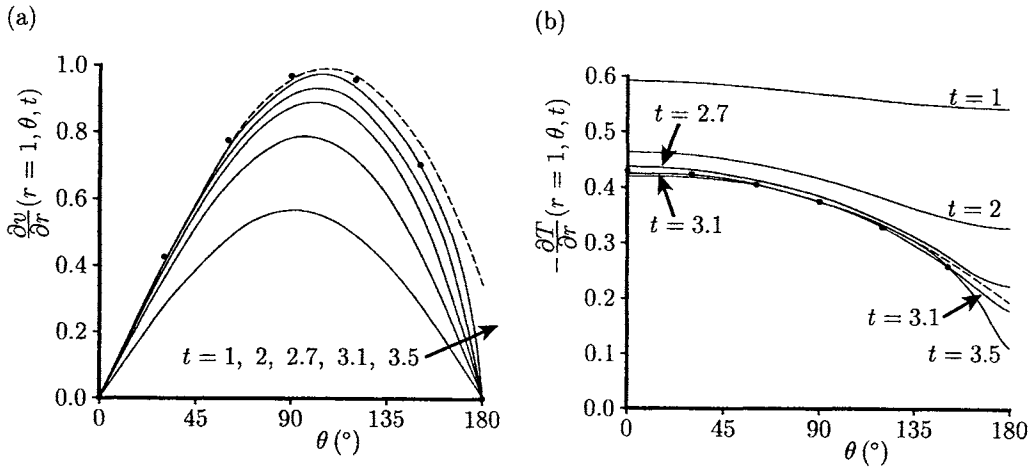 (a)
∂v/∂r (r = 1, θ, t)
1.0
0.8
0.6
0.4
0.2
0.0
t = 1, 2, 2.7, 3.1, 3.5
0 45 90 135 180
θ (°)
(b)
−∂T/∂r (r = 1, θ, t)
0.6
0.5
0.4
0.3
0.2
0.1
0.0
t = 1
t = 2.7
t = 2
t = 3.1
t = 3.1
t = 3.5
0 45 90 135 180
θ (°)